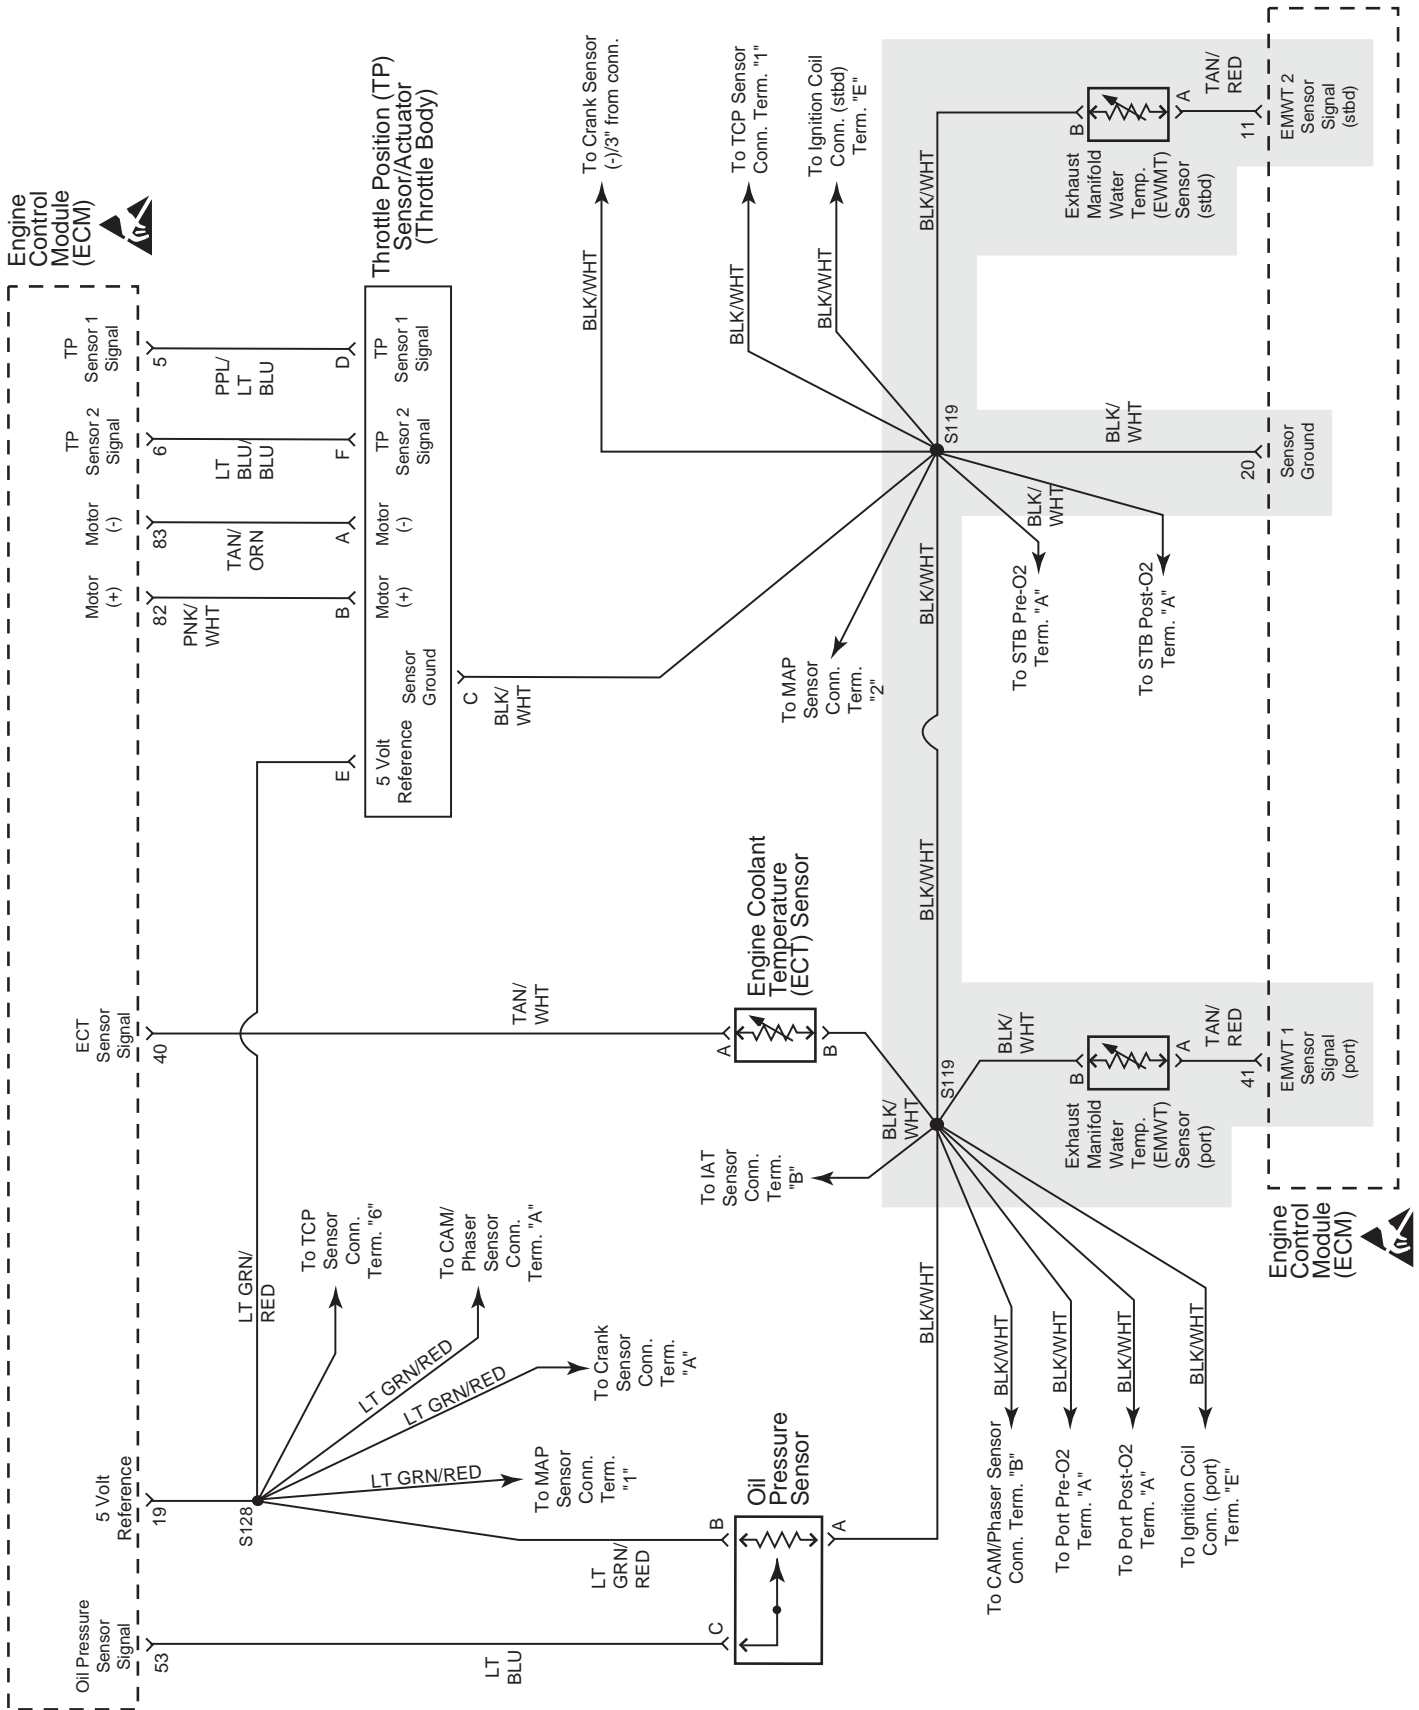 Engine
Control
Module
(ECM)
Oil Pressure
Sensor
Signal
53
5 Volt
Reference
19
ECT
Sensor
Signal
40
Motor
(+)
82
Motor
(-)
83
TP
Sensor 2
Signal
6
TP
Sensor 1
Signal
5
LT
BLU
S128
LT GRN/
RED
PNK/
WHT
TAN/
ORN
LT
BLU/
BLU
PPL/
LT
BLU
To TCP
Sensor
Conn.
Term. "6"
LT GRN/RED
To CAM/
Phaser
Sensor
Conn.
Term. "A"
LT GRN/RED
To Crank
Sensor
Conn.
Term.
"A"
LT GRN/RED
To MAP
Sensor
Conn.
Term.
"1"
LT
GRN/
RED
TAN/
WHT
E
B
A
F
D
Throttle Position (TP)
Sensor/Actuator
(Throttle Body)
5 Volt
Reference
Sensor
Ground
Motor
(+)
Motor
(-)
TP
Sensor 2
Signal
TP
Sensor 1
Signal
C
BLK/
WHT
C
B
A
Oil
Pressure
Sensor
A
B
Engine Coolant
Temperature
(ECT) Sensor
To IAT
Sensor
Conn.
Term.
"B"
BLK/
WHT
To MAP
Sensor
Conn.
Term.
"2"
BLK/WHT
To Crank Sensor
(-)/3" from conn.
BLK/WHT
To TCP Sensor
Conn. Term. "1"
BLK/WHT
To Ignition Coil
Conn. (stbd)
Term. "E"
BLK/WHT
S119
BLK/WHT
BLK/WHT
S119
BLK/WHT
BLK/WHT
To CAM/Phaser Sensor
Conn. Term. "B"
BLK/WHT
To Port Pre-O2
Term. "A"
BLK/WHT
To Port Post-O2
Term. "A"
BLK/WHT
To Ignition Coil
Conn. (port)
Term. "E"
BLK/
WHT
B
A
Exhaust
Manifold
Water
Temp.
(EMWT)
Sensor
(port)
TAN/
RED
41
EMWT 1
Sensor
Signal
(port)
BLK/
WHT
To STB Pre-O2
Term. "A"
To STB Post-O2
Term. "A"
BLK/
WHT
20
Sensor
Ground
B
A
Exhaust
Manifold
Water
Temp.
(EWMT)
Sensor
(stbd)
TAN/
RED
11
EMWT 2
Sensor
Signal
(stbd)
Engine
Control
Module
(ECM)